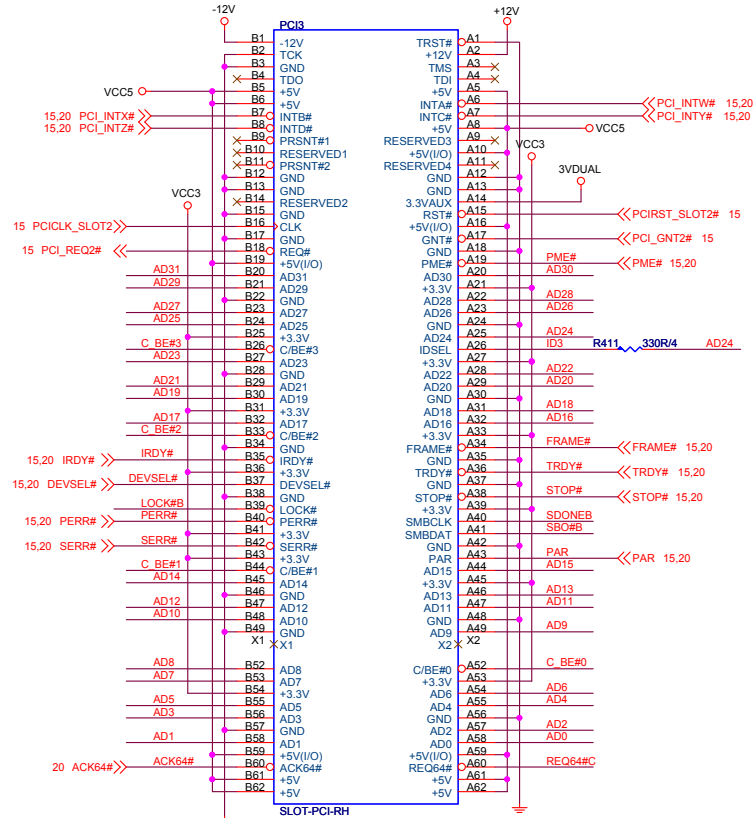 -12V +12V
PCI3
B1 -12V TRST# A1
B2 TCK +12V A2
B3 GND TMS A3
B4 TDO TDI A4
VCC5 B5 +5V +5V A5
B6 +5V INTA# A6 PCI_INTW# 15,20
15,20 PCI_INTX# B7 INTB# INTC# A7 PCI_INTY# 15,20
15,20 PCI_INTZ# B8 INTD# +5V A8 VCC5
B9 PRSNT#1 RESERVED3 A9
B10 RESERVED1 +5V(I/O) A10 VCC3
B11 PRSNT#2 RESERVED4 A11
B12 GND GND A12
B13 GND GND A13 3VDUAL
VCC3 B14 RESERVED2 3.3VAUX A14
B15 GND RST# A15 PCIRST_SLOT2# 15
15 PCICLK_SLOT2 B16 CLK +5V(I/O) A16
B17 GND GNT# A17 PCI_GNT2# 15
15 PCI_REQ2# B18 REQ# GND A18
B19 +5V(I/O) PME# A19 PME# PME# 15,20
AD31 B20 AD31 AD30 A20 AD30
AD29 B21 AD29 +3.3V A21
B22 GND AD28 A22 AD28
AD27 B23 AD27 AD26 A23 AD26
AD25 B24 AD25 GND A24
B25 +3.3V AD24 A25 AD24
C_BE#3 B26 C/BE#3 IDSEL A26 ID3 R411 330R/4 AD24
AD23 B27 AD23 +3.3V A27
B28 GND AD22 A28 AD22
AD21 B29 AD21 AD20 A29 AD20
AD19 B30 AD19 GND A30
B31 +3.3V AD18 A31 AD18
AD17 B32 AD17 AD16 A32 AD16
C_BE#2 B33 C/BE#2 +3.3V A33
B34 GND FRAME# A34 FRAME# FRAME# 15,20
15,20 IRDY# IRDY# B35 IRDY# GND A35
B36 +3.3V TRDY# A36 TRDY# TRDY# 15,20
15,20 DEVSEL# DEVSEL# B37 DEVSEL# GND A37
B38 GND STOP# A38 STOP# STOP# 15,20
LOCK#B B39 LOCK# +3.3V A39
15,20 PERR# PERR# B40 PERR# SMBCLK A40 SDONEB
B41 +3.3V SMBDAT A41 SBO#B
15,20 SERR# SERR# B42 SERR# GND A42
B43 +3.3V PAR A43 PAR PAR 15,20
C_BE#1 B44 C/BE#1 AD15 A44 AD15
AD14 B45 AD14 +3.3V A45
B46 GND AD13 A46 AD13
AD12 B47 AD12 AD11 A47 AD11
AD10 B48 AD10 GND A48
B49 GND AD9 A49 AD9
X1 X1 X2 X2
AD8 B52 AD8 C/BE#0 A52 C_BE#0
AD7 B53 AD7 +3.3V A53
B54 +3.3V AD6 A54 AD6
AD5 B55 AD5 AD4 A55 AD4
AD3 B56 AD3 GND A56
B57 GND AD2 A57 AD2
AD1 B58 AD1 AD0 A58 AD0
B59 +5V(I/O) +5V(I/O) A59
20 ACK64# ACK64# B60 ACK64# REQ64# A60 REQ64#C
B61 +5V +5V A61
B62 +5V +5V A62
SLOT-PCI-RH